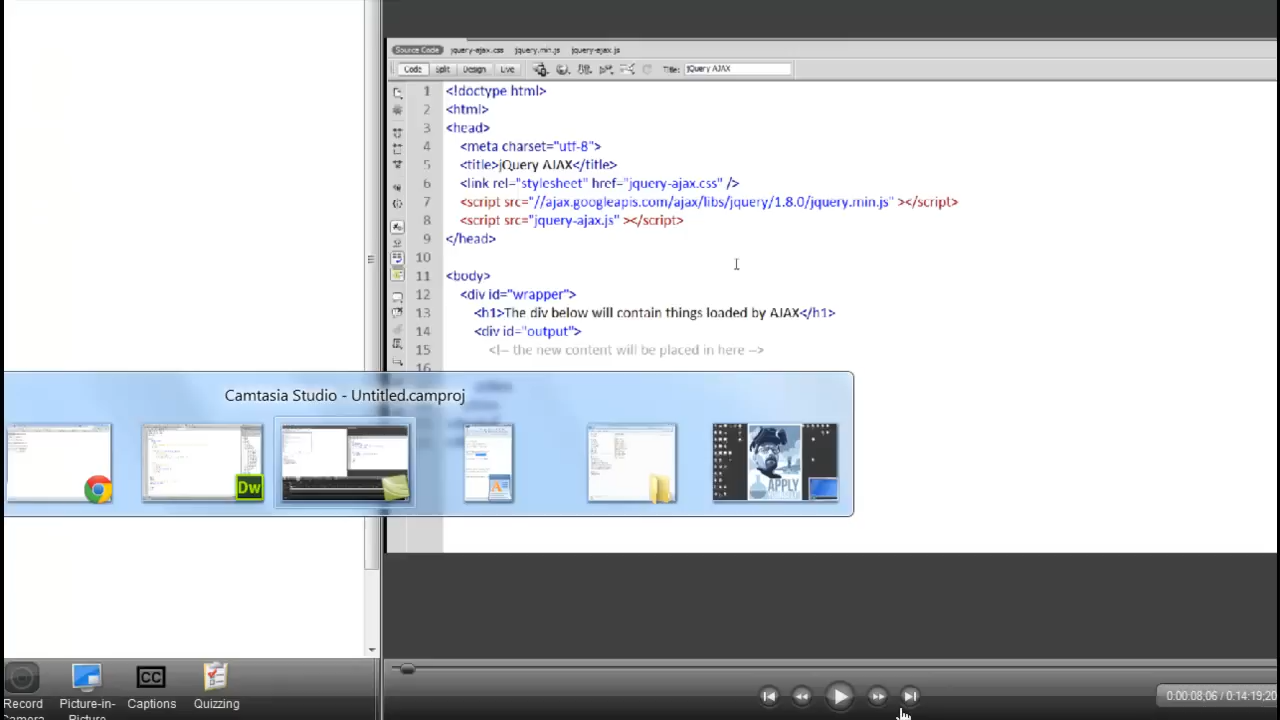 Source Code jquery-ajax.css jquery.min.js jquery-ajax.js
Code Split Design Live Title: jQuery AJAX
1 <!doctype html>
2 <html>
3 <head>
4 <meta charset="utf-8">
5 <title>jQuery AJAX</title>
6 <link rel="stylesheet" href="jquery-ajax.css" />
7 <script src="//ajax.googleapis.com/ajax/libs/jquery/1.8.0/jquery.min.js" ></script>
8 <script src="jquery-ajax.js" ></script>
9 </head>
10
11 <body>
12 <div id="wrapper">
13 <h1>The div below will contain things loaded by AJAX</h1>
14 <div id="output">
15 <!-- the new content will be placed in here -->
16
Camtasia Studio - Untitled.camproj
Dw
APPLY
CC
Record Picture-in- Captions Quizzing
Camera Picture
0:00:08;06 / 0:14:19;20